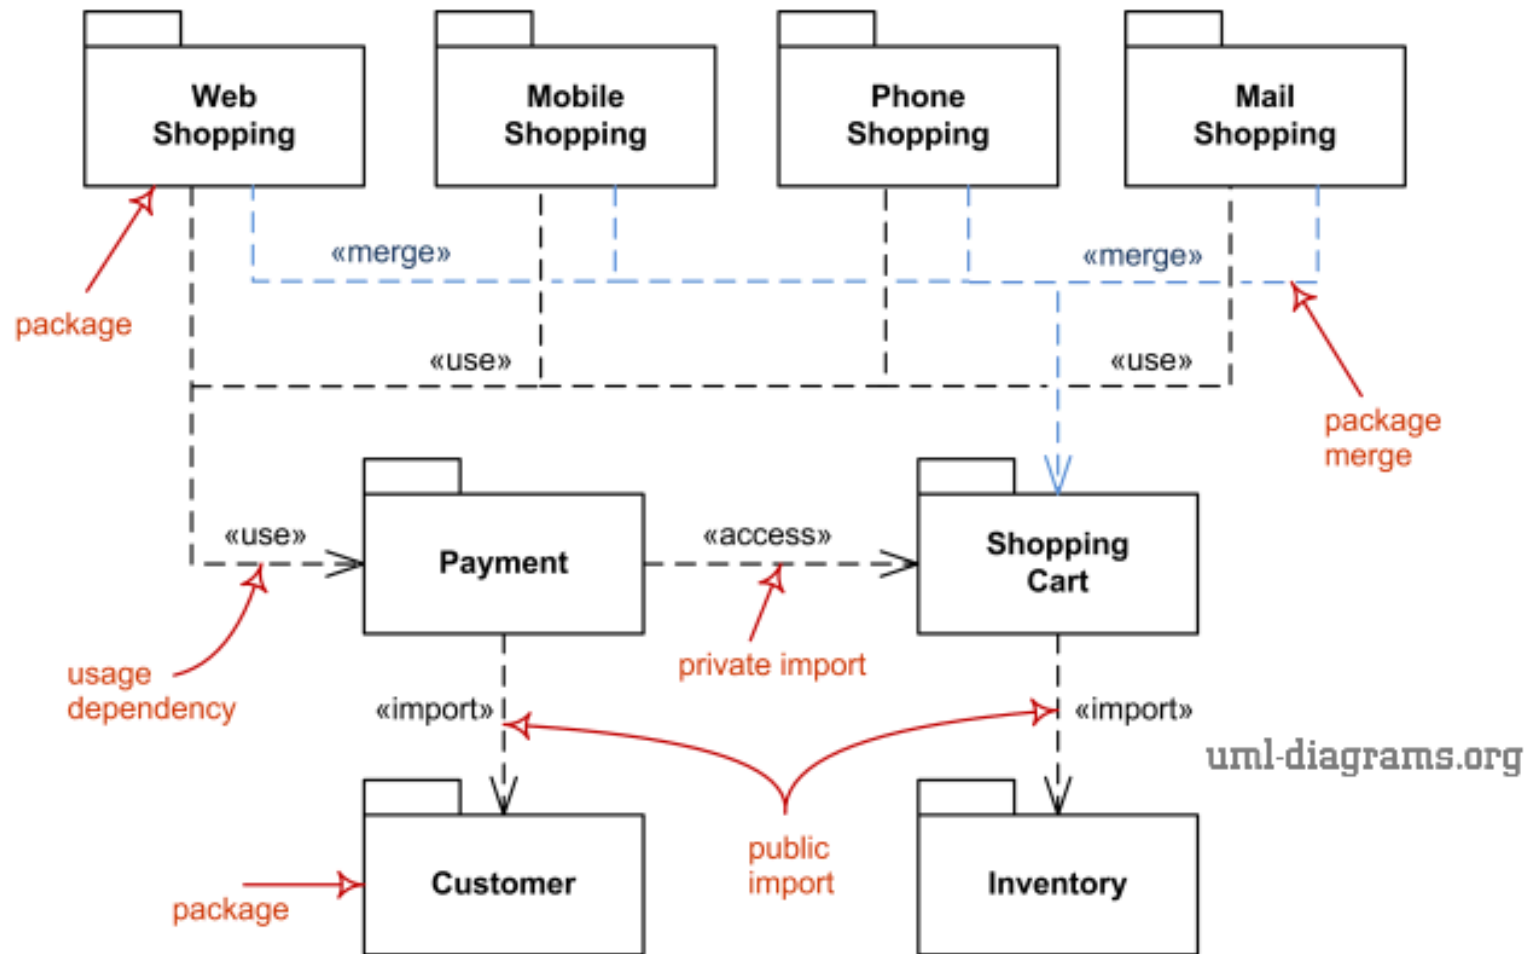 Web
Shopping
Mobile
Shopping
Phone
Shopping
Mail
Shopping
«merge»
«merge»
package
«use»
«use»
package
merge
«use»
Payment
«access»
Shopping
Cart
usage
dependency
private import
«import»
«import»
uml-diagrams.org
public
import
Customer
Inventory
package